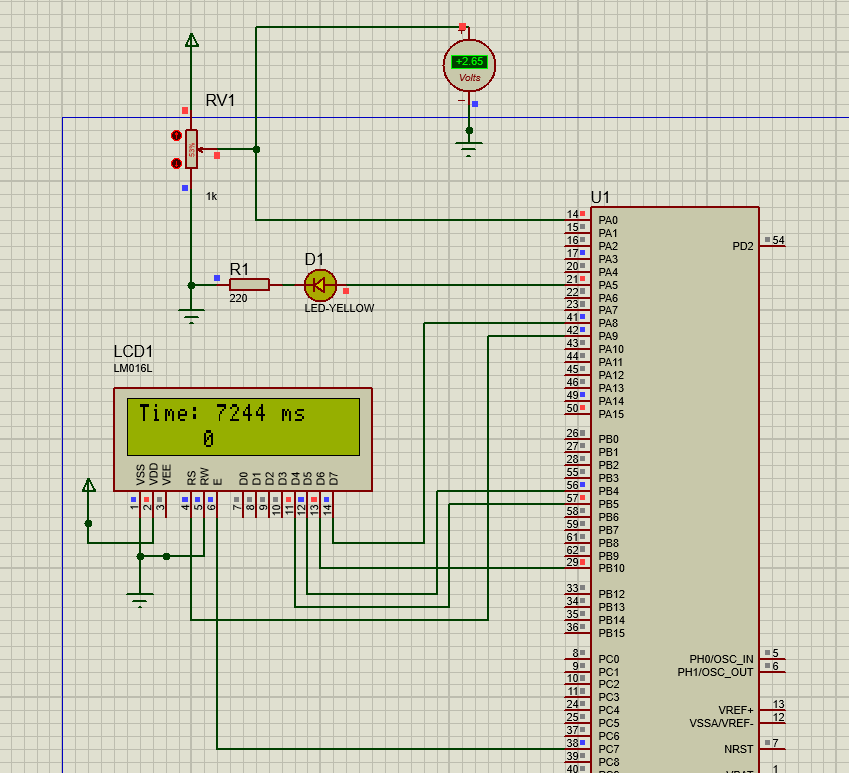 +2.65
Volts
RV1
53%
1k
U1
R1
220
D1
LED-YELLOW
LCD1
LM016L
Time: 7244 ms
0
VSS
VDD
VEE
RS
RW
E
D0
D1
D2
D3
D4
D5
D6
D7
1
2
3
4
5
6
7
8
9
10
11
12
13
14
14 PA0
15 PA1
16 PA2
17 PA3
20 PA4
21 PA5
22 PA6
23 PA7
41 PA8
42 PA9
43 PA10
44 PA11
45 PA12
46 PA13
49 PA14
50 PA15
26 PB0
27 PB1
28 PB2
55 PB3
56 PB4
57 PB5
58 PB6
59 PB7
61 PB8
62 PB9
29 PB10
33 PB12
34 PB13
35 PB14
36 PB15
8 PC0
9 PC1
10 PC2
11 PC3
24 PC4
25 PC5
37 PC6
38 PC7
39 PC8
40
PD2 54
PH0/OSC_IN 5
PH1/OSC_OUT 6
VREF+ 13
VSSA/VREF- 12
NRST 7
VBAT 1